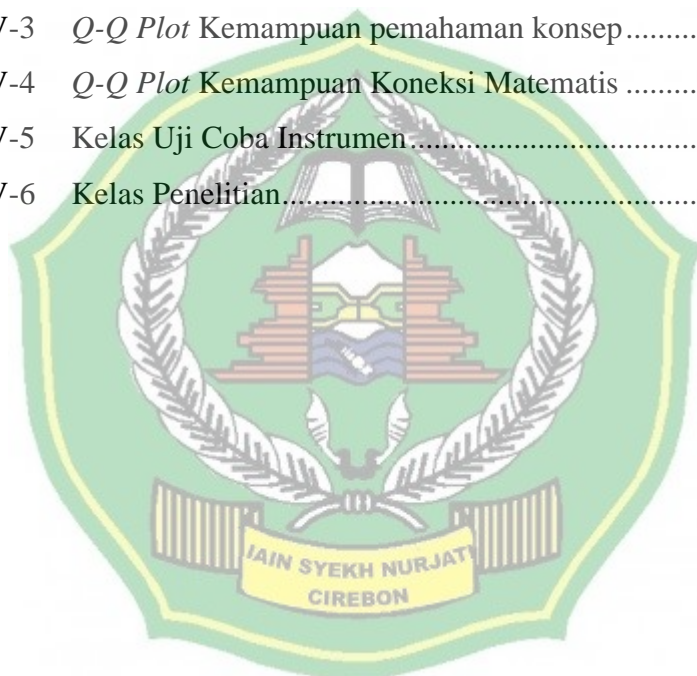 V-3 Q-Q Plot Kemampuan pemahaman konsep.........
V-4 Q-Q Plot Kemampuan Koneksi Matematis .........
V-5 Kelas Uji Coba Instrumen....................................
V-6 Kelas Penelitian....................................................
IAIN SYEKH NURJATI
CIREBON